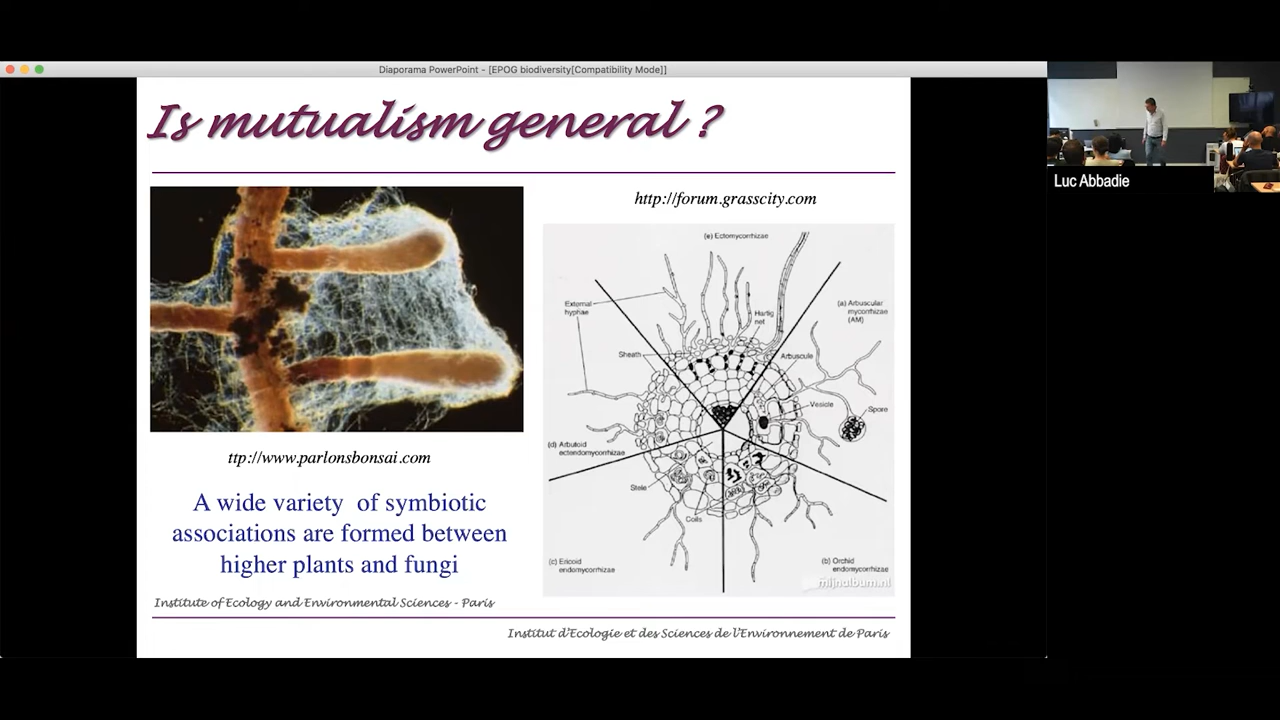 Diaporama PowerPoint - [EPOG biodiversity[Compatibility Mode]]
Is mutualism general ?
Luc Abbadie
http://forum.grasscity.com
(e) Ectomycorrhizae
External
hyphae
Hartig
net
(a) Arbuscular
mycorrhizae
(AM)
Sheath
Arbuscule
Vesicle
Spore
(d) Arbutoid
ectendomycorrhizae
Stele
Coils
(c) Ericoid
endomycorrhizae
(b) Orchid
endomycorrhizae
mijnalbum.nl
ttp://www.parlonsbonsai.com
A wide variety of symbiotic
associations are formed between
higher plants and fungi
Institute of Ecology and Environmental Sciences - Paris
Institut d'Ecologie et des Sciences de l'Environnement de Paris